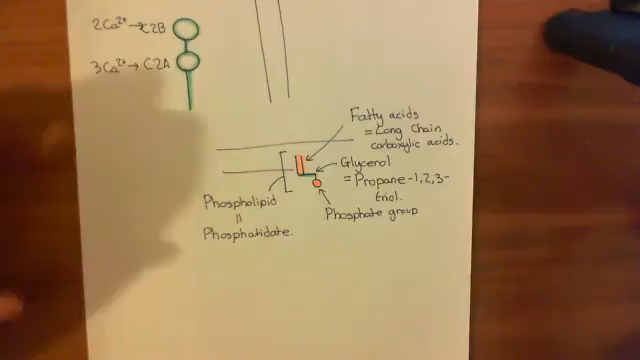 2Ca²⁺→C2B
3Ca²⁺→C2A
Fatty acids
= Long Chain
carboxylic acids.
Glycerol
= Propane-1,2,3-
triol.
Phosphate group
Phospholipid
=
Phosphatidate.